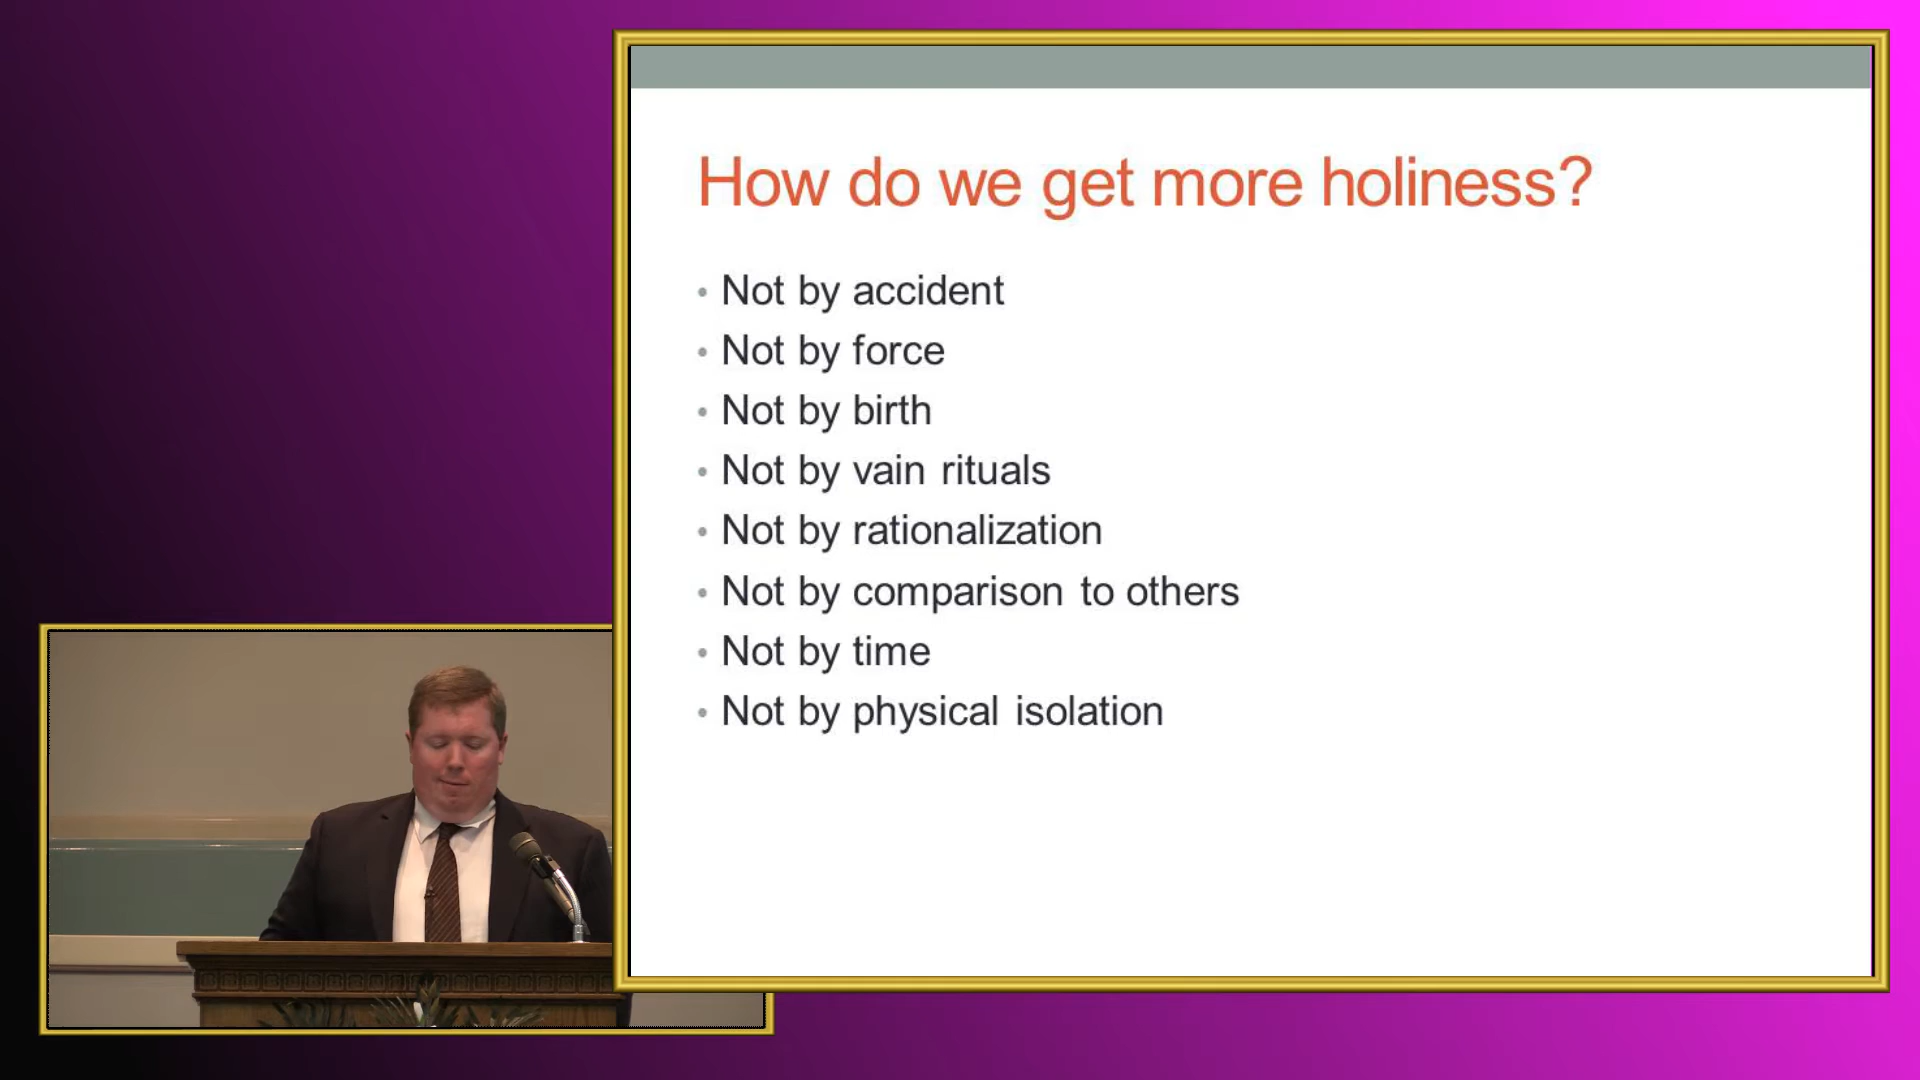 How do we get more holiness?
• Not by accident
• Not by force
• Not by birth
• Not by vain rituals
• Not by rationalization
• Not by comparison to others
• Not by time
• Not by physical isolation